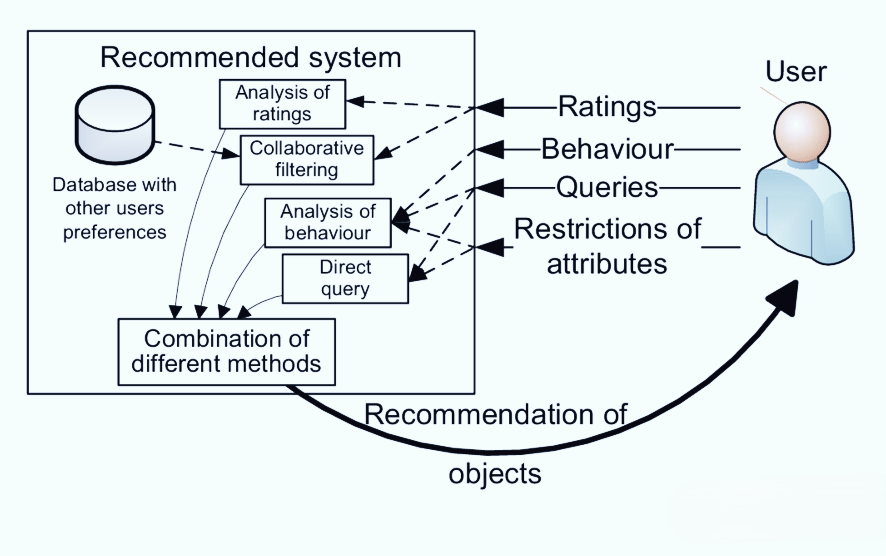 Recommended system
User
Analysis of
ratings
Ratings
Collaborative
filtering
Behaviour
Database with
other users
preferences
Queries
Analysis of
behaviour
Restrictions of
attributes
Direct
query
Combination of
different methods
Recommendation of
objects